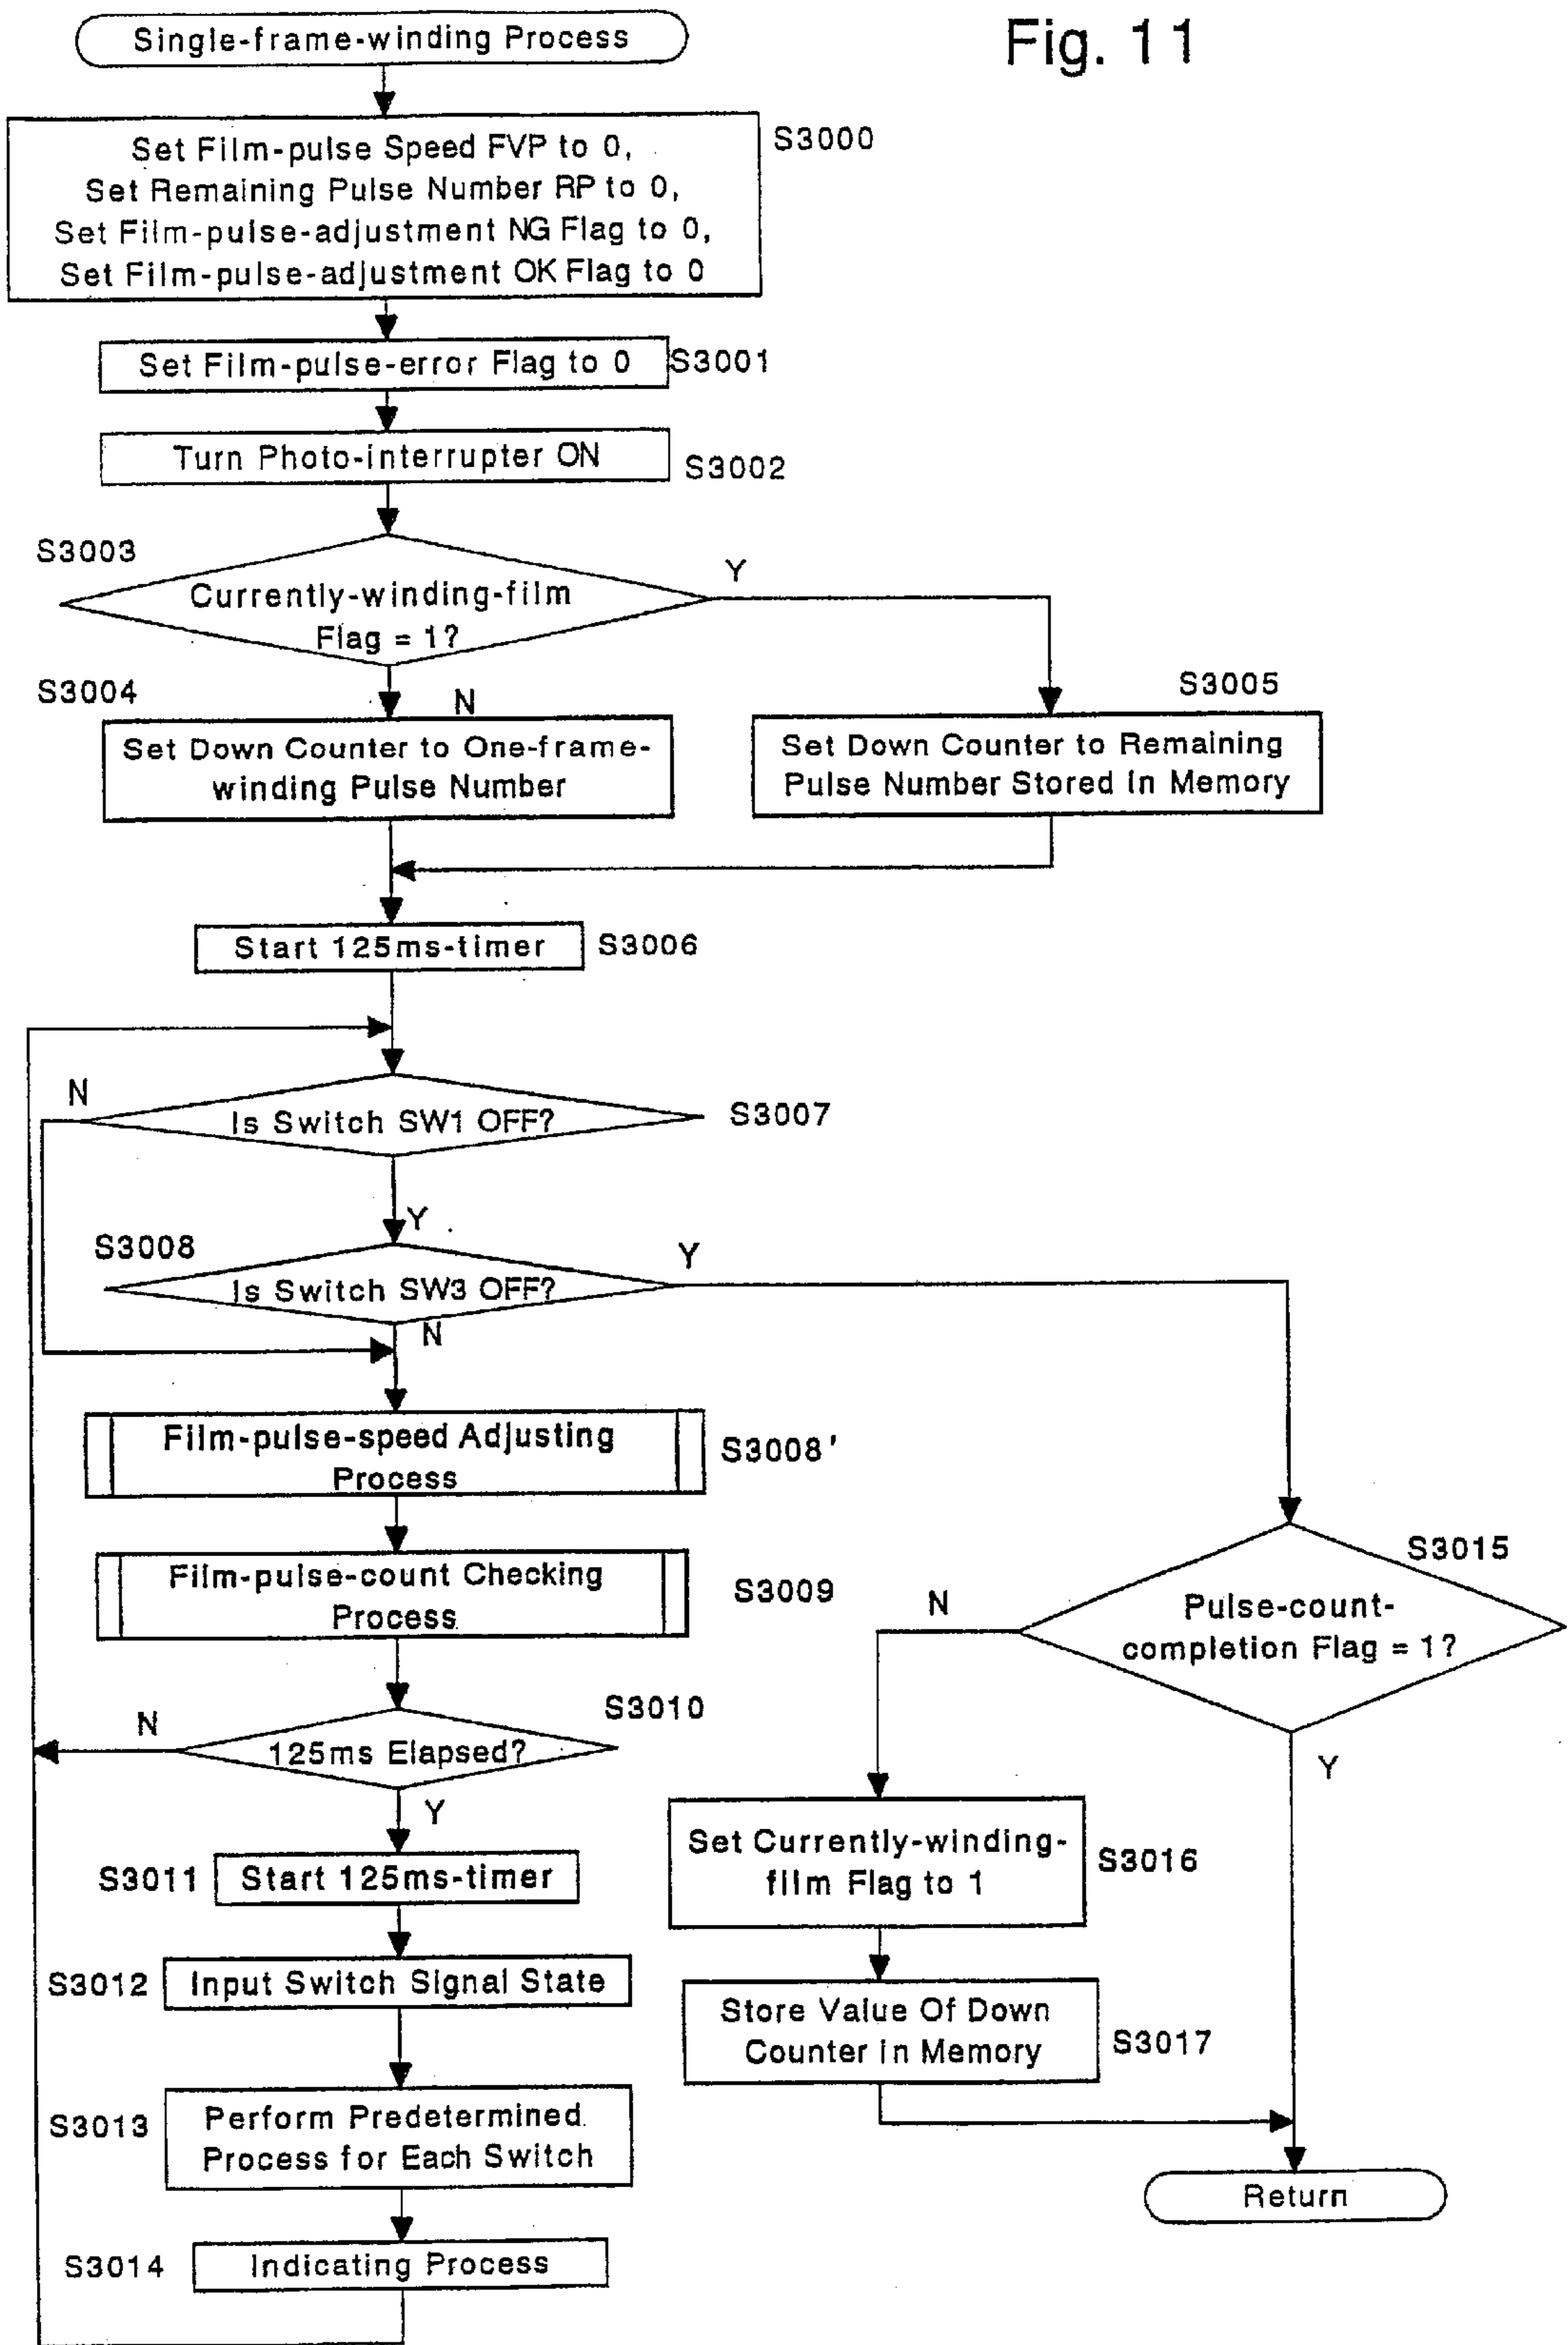 Fig. 11
Single-frame-winding Process
Set Film-pulse Speed FVP to 0,
Set Remaining Pulse Number RP to 0,
Set Film-pulse-adjustment NG Flag to 0,
Set Film-pulse-adjustment OK Flag to 0
S3000
Set Film-pulse-error Flag to 0
S3001
Turn Photo-interrupter ON
S3002
S3003
Currently-winding-film
Flag = 1?
Y
N
S3004
Set Down Counter to One-frame-
winding Pulse Number
S3005
Set Down Counter to Remaining
Pulse Number Stored in Memory
Start 125ms-timer
S3006
N
Is Switch SW1 OFF?
S3007
Y
S3008
Is Switch SW3 OFF?
Y
N
Film-pulse-speed Adjusting
Process
S3008'
Film-pulse-count Checking
Process
S3009
S3010
N
125ms Elapsed?
Y
S3011
Start 125ms-timer
S3012
Input Switch Signal State
S3013
Perform Predetermined
Process for Each Switch
S3014
Indicating Process
S3015
N
Pulse-count-
completion Flag = 1?
Y
Set Currently-winding-
film Flag to 1
S3016
Store Value Of Down
Counter in Memory
S3017
Return